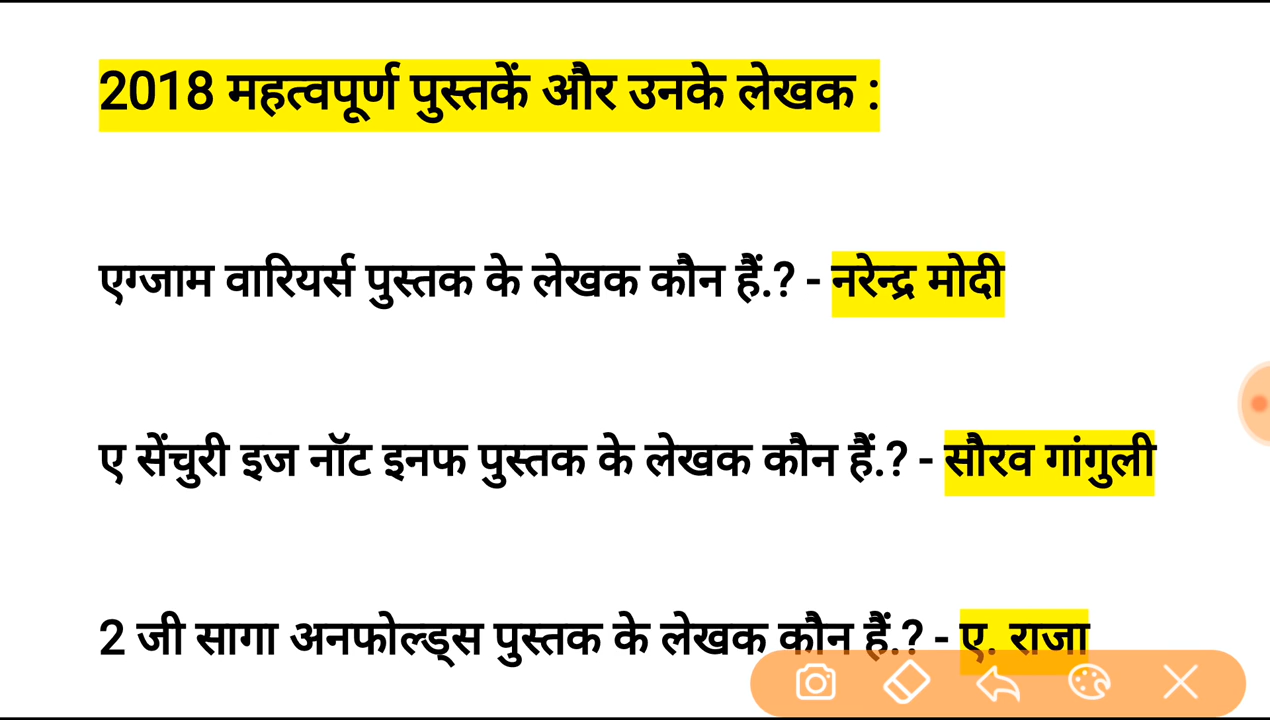 2018 महत्वपूर्ण पुस्तकें और उनके लेखक :
एग्जाम वारियर्स पुस्तक के लेखक कौन हैं.? - नरेन्द्र मोदी
ए सेंचुरी इज नॉट इनफ पुस्तक के लेखक कौन हैं.? - सौरव गांगुली
2 जी सागा अनफोल्ड्स पुस्तक के लेखक कौन हैं.? - ए. राजा